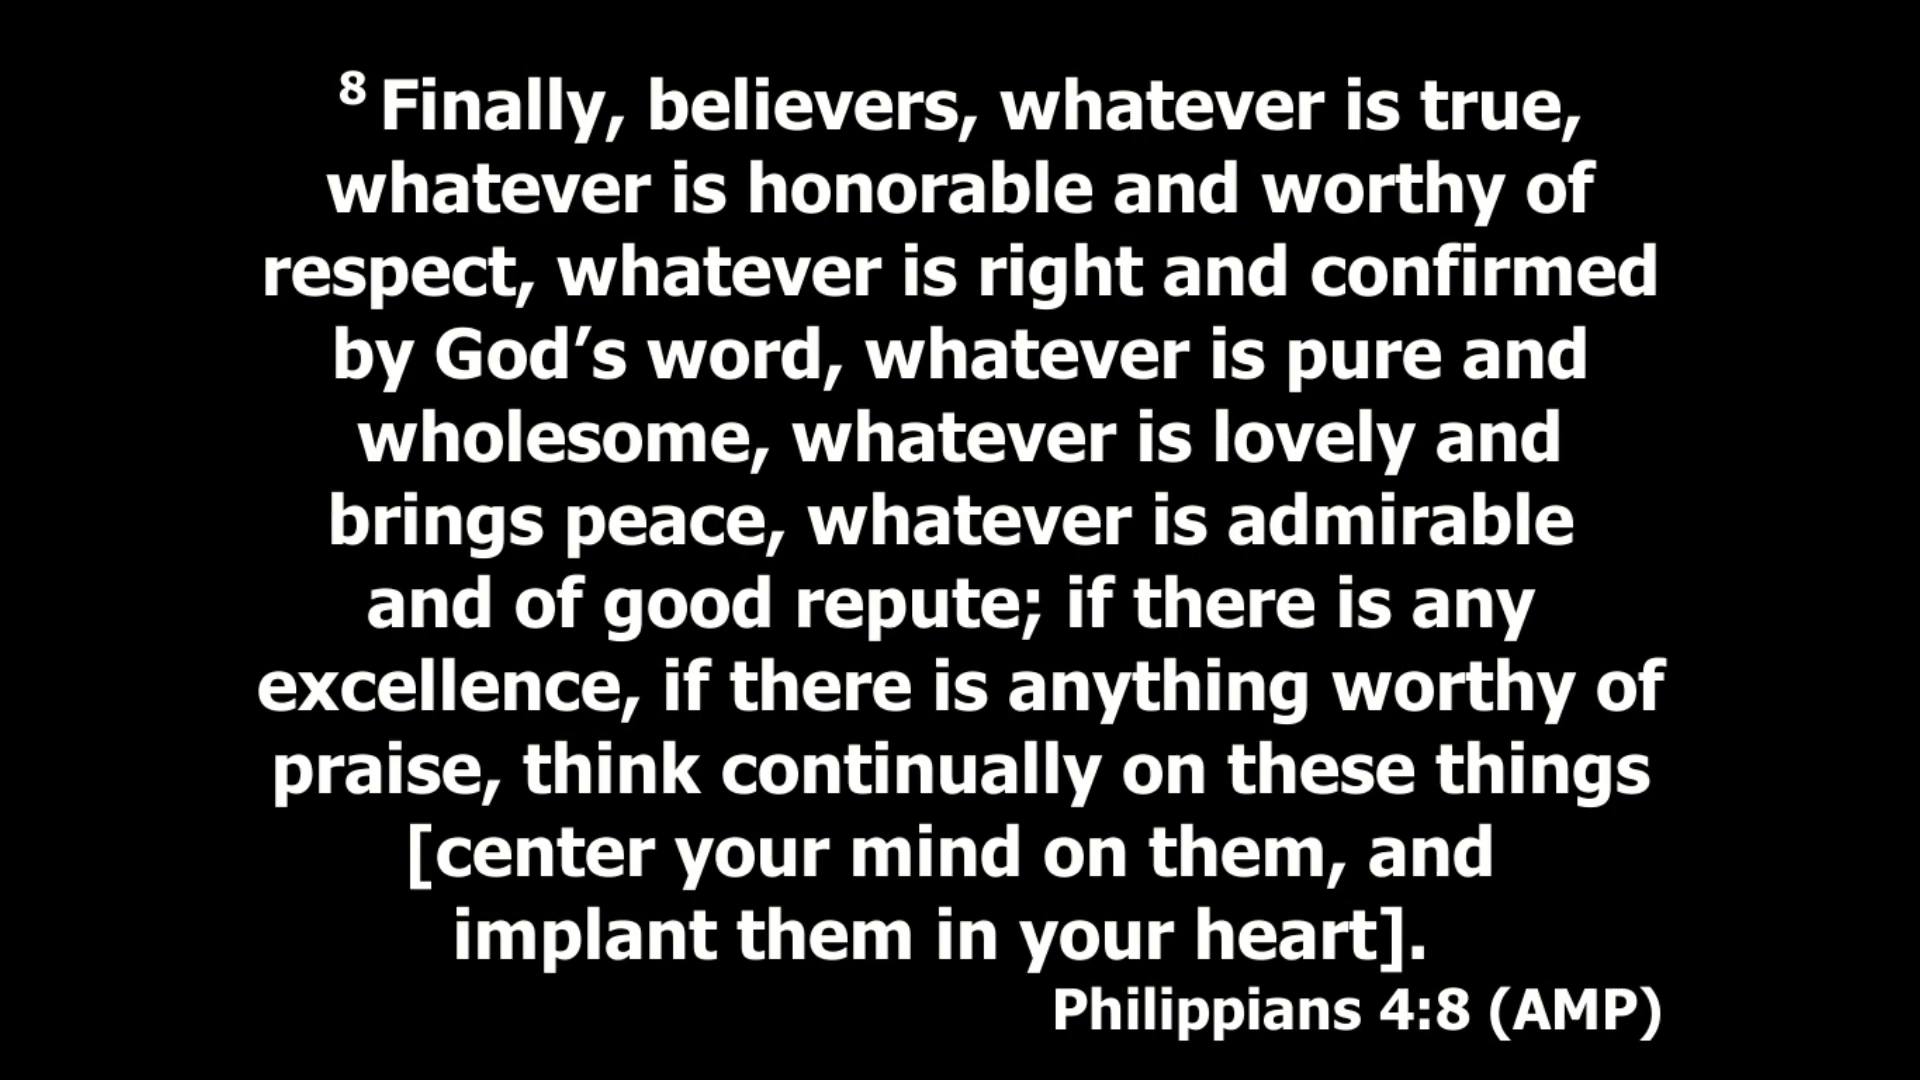 8 Finally, believers, whatever is true,
whatever is honorable and worthy of
respect, whatever is right and confirmed
by God’s word, whatever is pure and
wholesome, whatever is lovely and
brings peace, whatever is admirable
and of good repute; if there is any
excellence, if there is anything worthy of
praise, think continually on these things
[center your mind on them, and
implant them in your heart].
Philippians 4:8 (AMP)